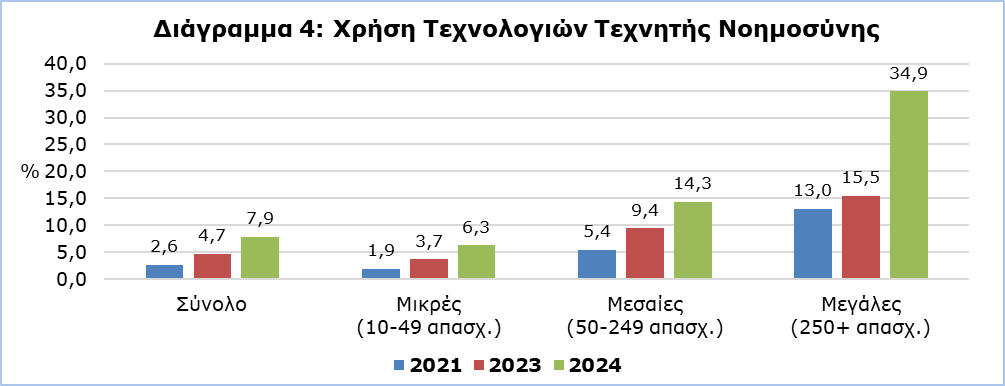 Διάγραμμα 4: Χρήση Τεχνολογιών Τεχνητής Νοημοσύνης
40,0
35,0
30,0
25,0
% 20,0
15,0
10,0
5,0
0,0
2,6 4,7 7,9
1,9 3,7 6,3
5,4 9,4 14,3
13,0 15,5 34,9
Σύνολο
Μικρές
(10-49 απασχ.)
Μεσαίες
(50-249 απασχ.)
Μεγάλες
(250+ απασχ.)
2021 2023 2024